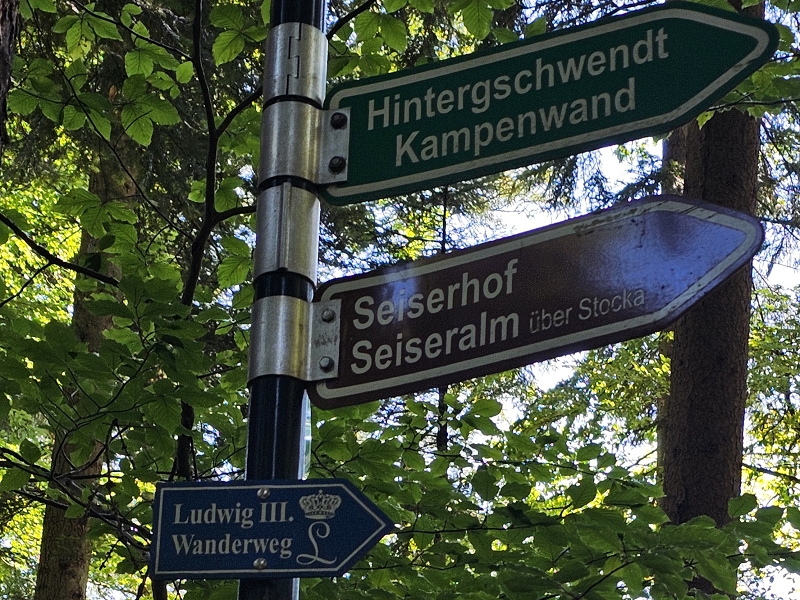 Hintergschwendt
Kampenwand
Seiserhof
Seiseralm über Stocka
Ludwig III.
Wanderweg L